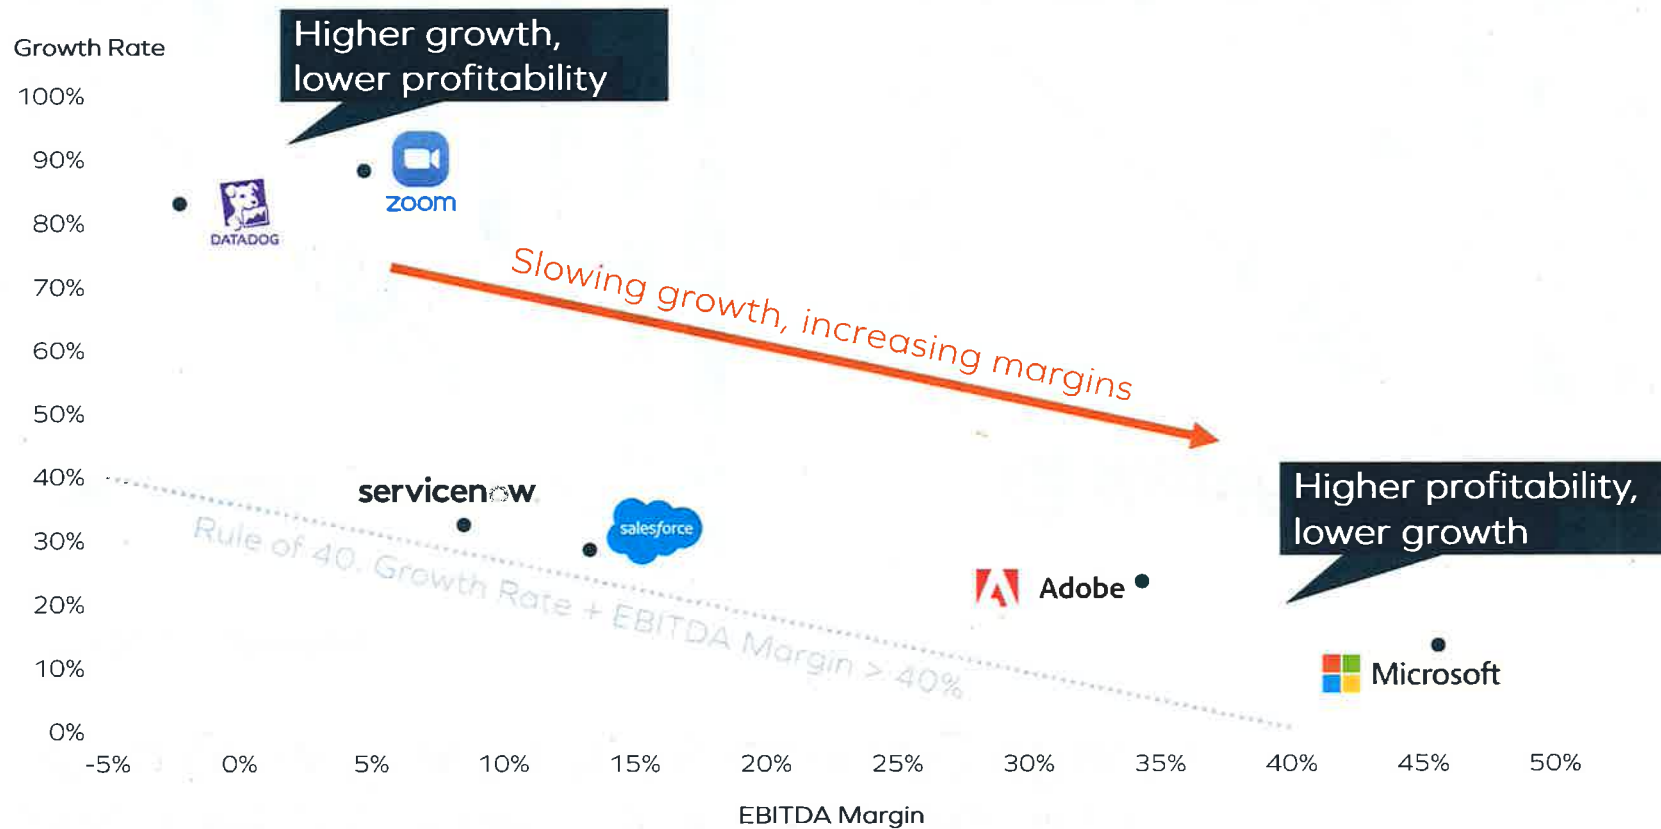 Growth Rate
Higher growth,
lower profitability
100%
90%
80%
70%
60%
50%
40%
30%
20%
10%
0%
zoom
DATADOG
Slowing growth, increasing margins
servicenow
salesforce
Rule of 40. Growth Rate + EBITDA Margin > 40%
Adobe
Higher profitability,
lower growth
Microsoft
-5% 0% 5% 10% 15% 20% 25% 30% 35% 40% 45% 50%
EBITDA Margin